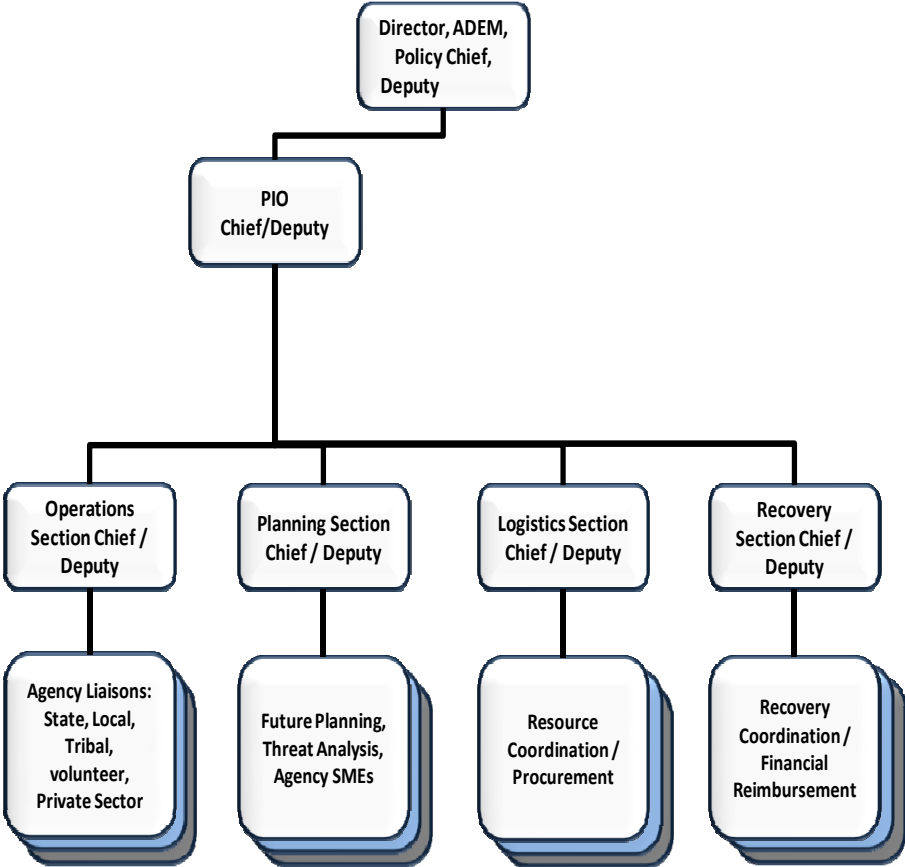 Director, ADEM,
Policy Chief,
Deputy
PIO
Chief/Deputy
Operations
Section Chief /
Deputy
Planning Section
Chief / Deputy
Logistics Section
Chief / Deputy
Recovery
Section Chief /
Deputy
Agency Liaisons:
State, Local,
Tribal,
volunteer,
Private Sector
Future Planning,
Threat Analysis,
Agency SMEs
Resource
Coordination /
Procurement
Recovery
Coordination /
Financial
Reimbursement